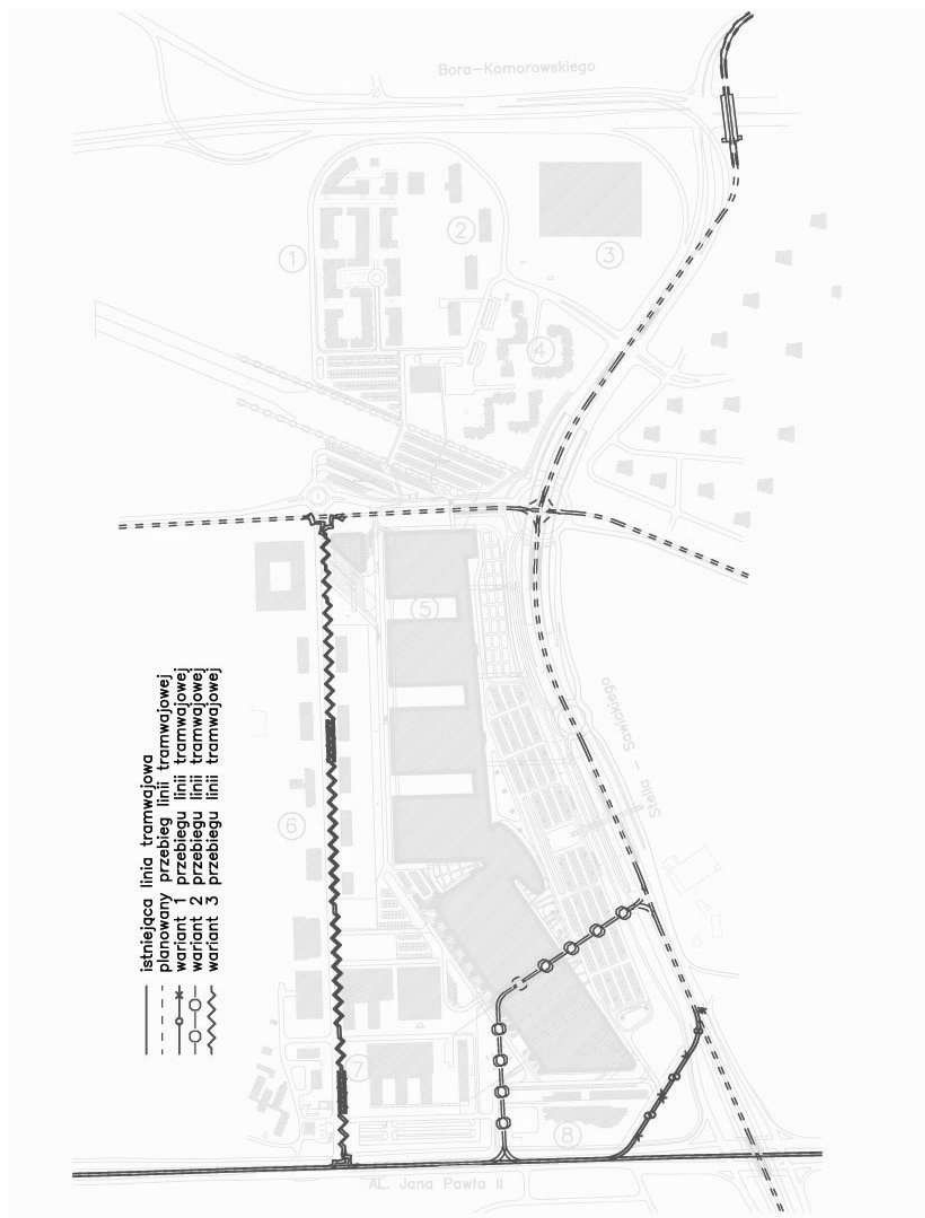 Bora-Komorowskiego
1
2
3
4
5
Stella - Sawickiego
6
istniejąca linia tramwajowa
planowany przebieg linii tramwajowej
wariant 1 przebiegu linii tramwajowej
wariant 2 przebiegu linii tramwajowej
wariant 3 przebiegu linii tramwajowej
7
8
AL. Jana Pawła II